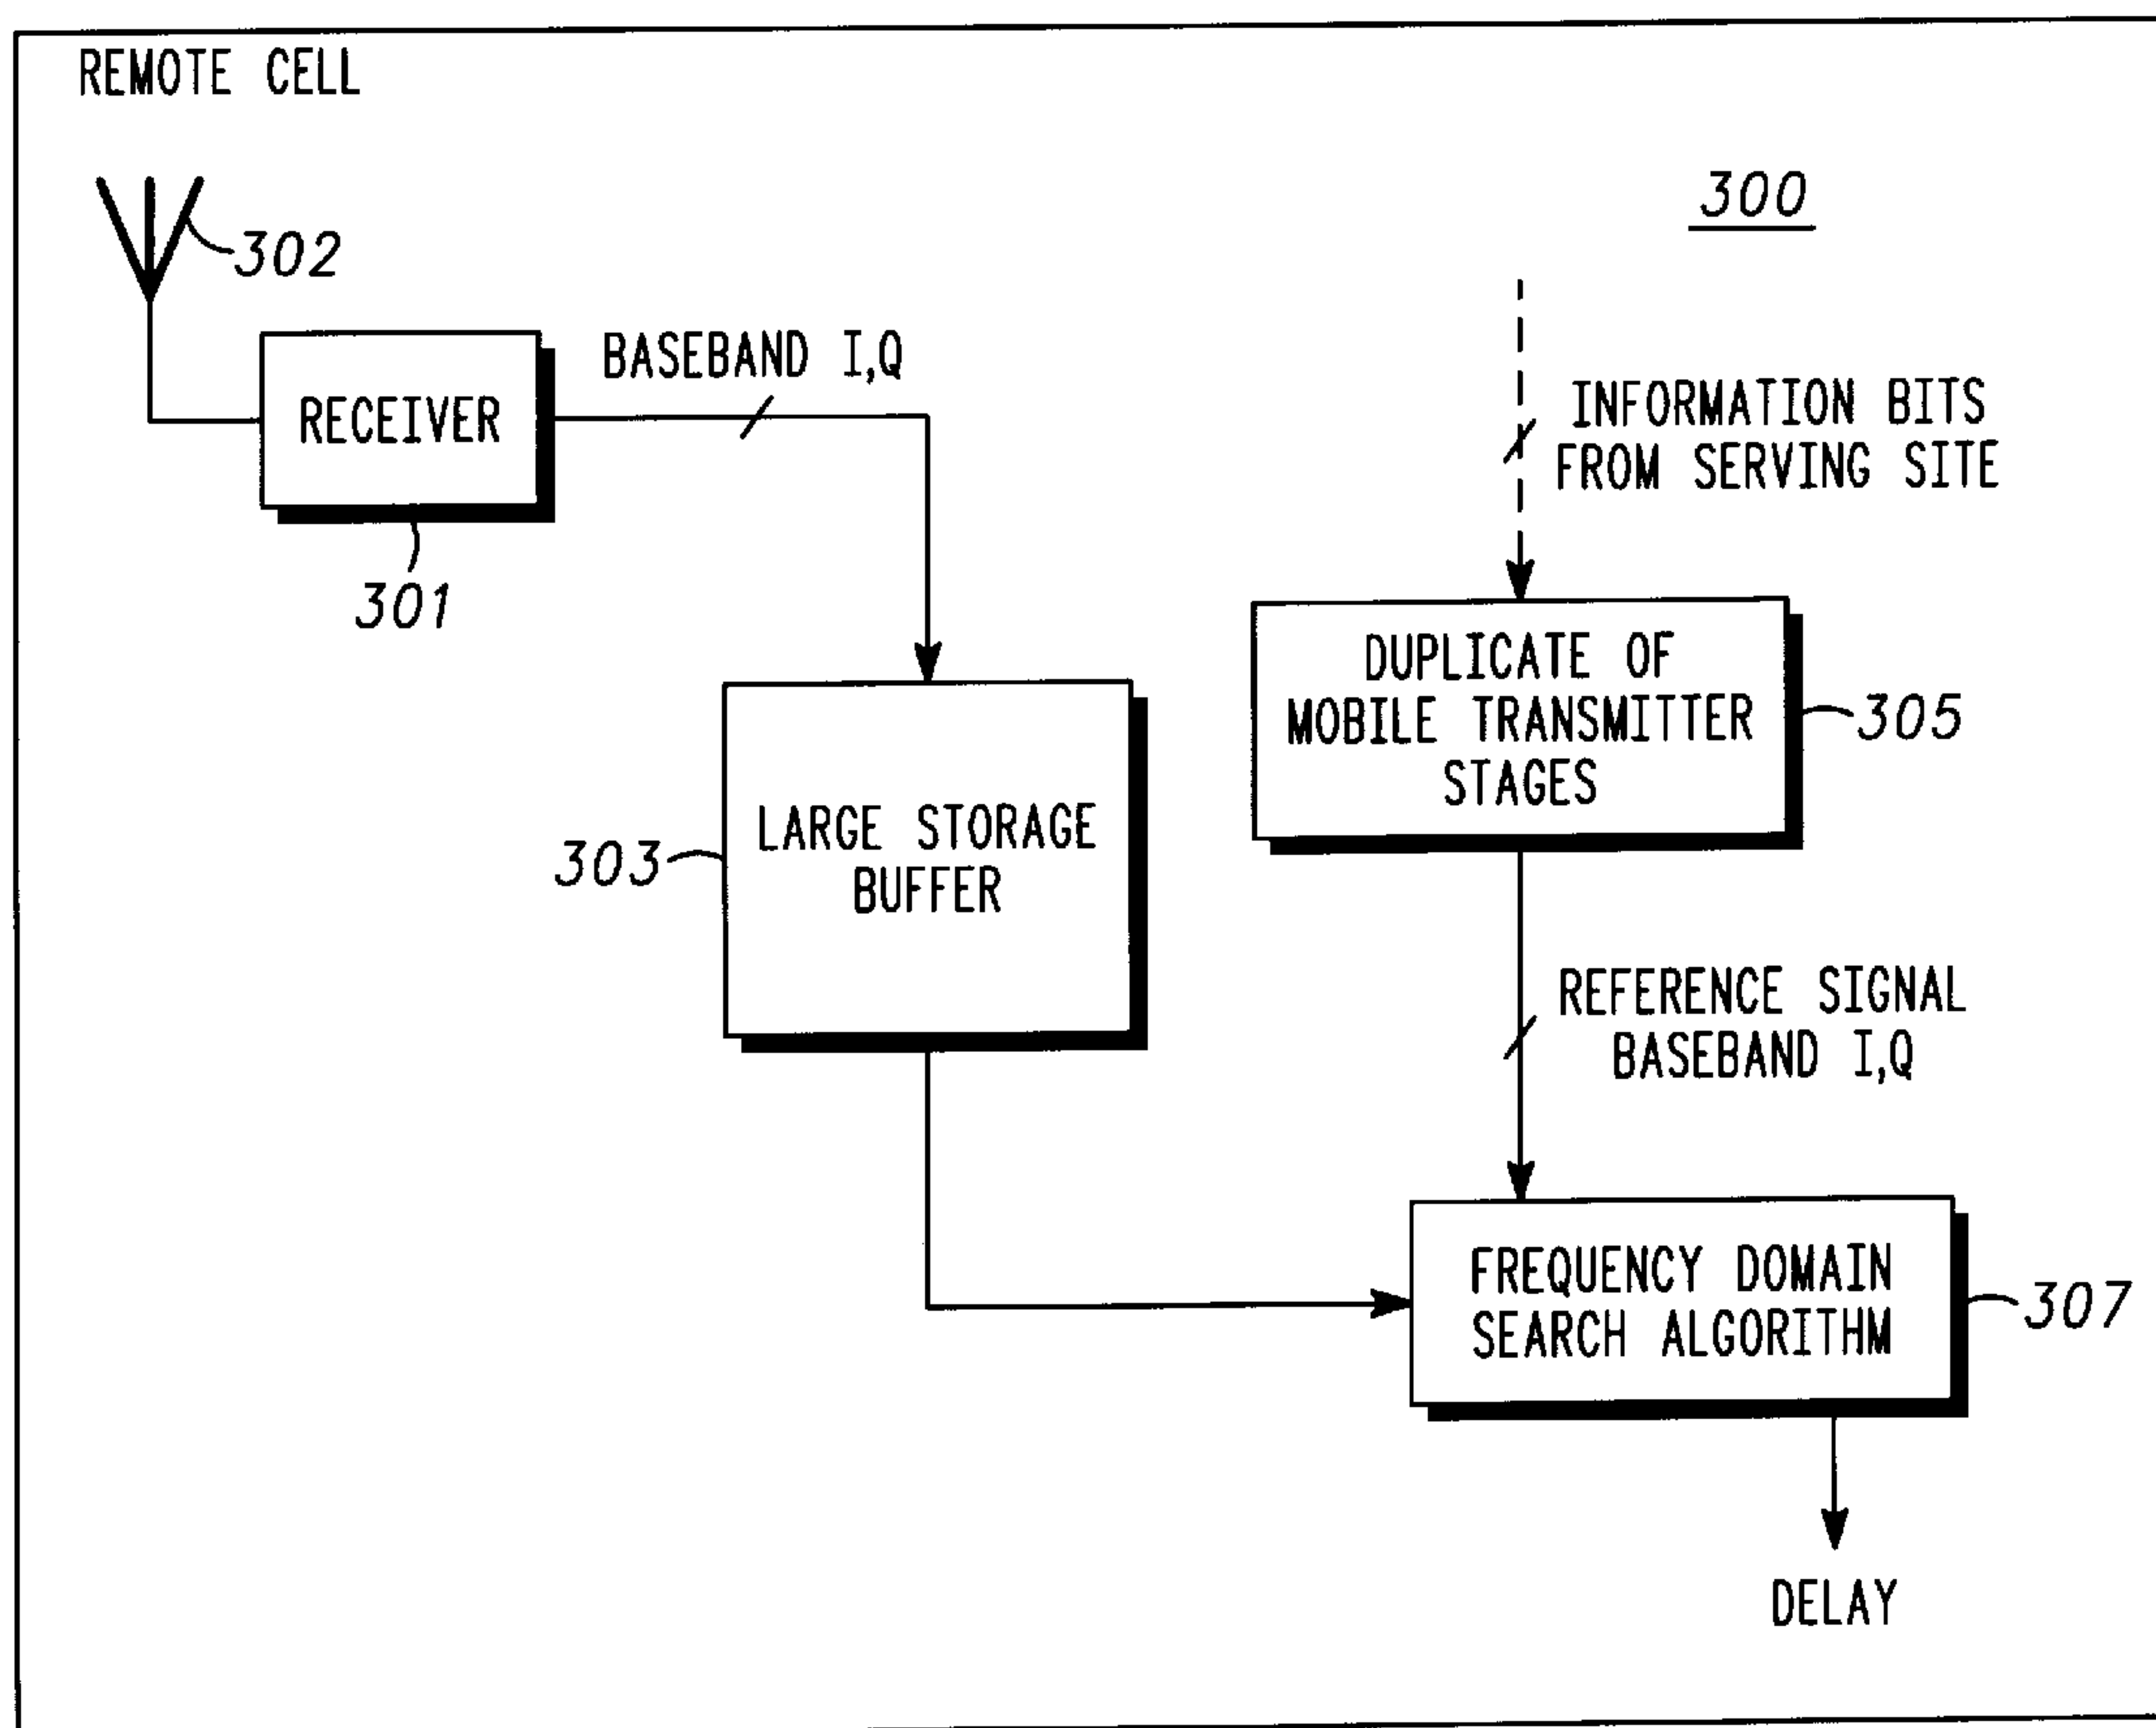 REMOTE CELL
300
302
BASEBAND I,Q
RECEIVER
301
INFORMATION BITS
FROM SERVING SITE
DUPLICATE OF
MOBILE TRANSMITTER
STAGES
305
LARGE STORAGE
BUFFER
303
REFERENCE SIGNAL
BASEBAND I,Q
FREQUENCY DOMAIN
SEARCH ALGORITHM
307
DELAY